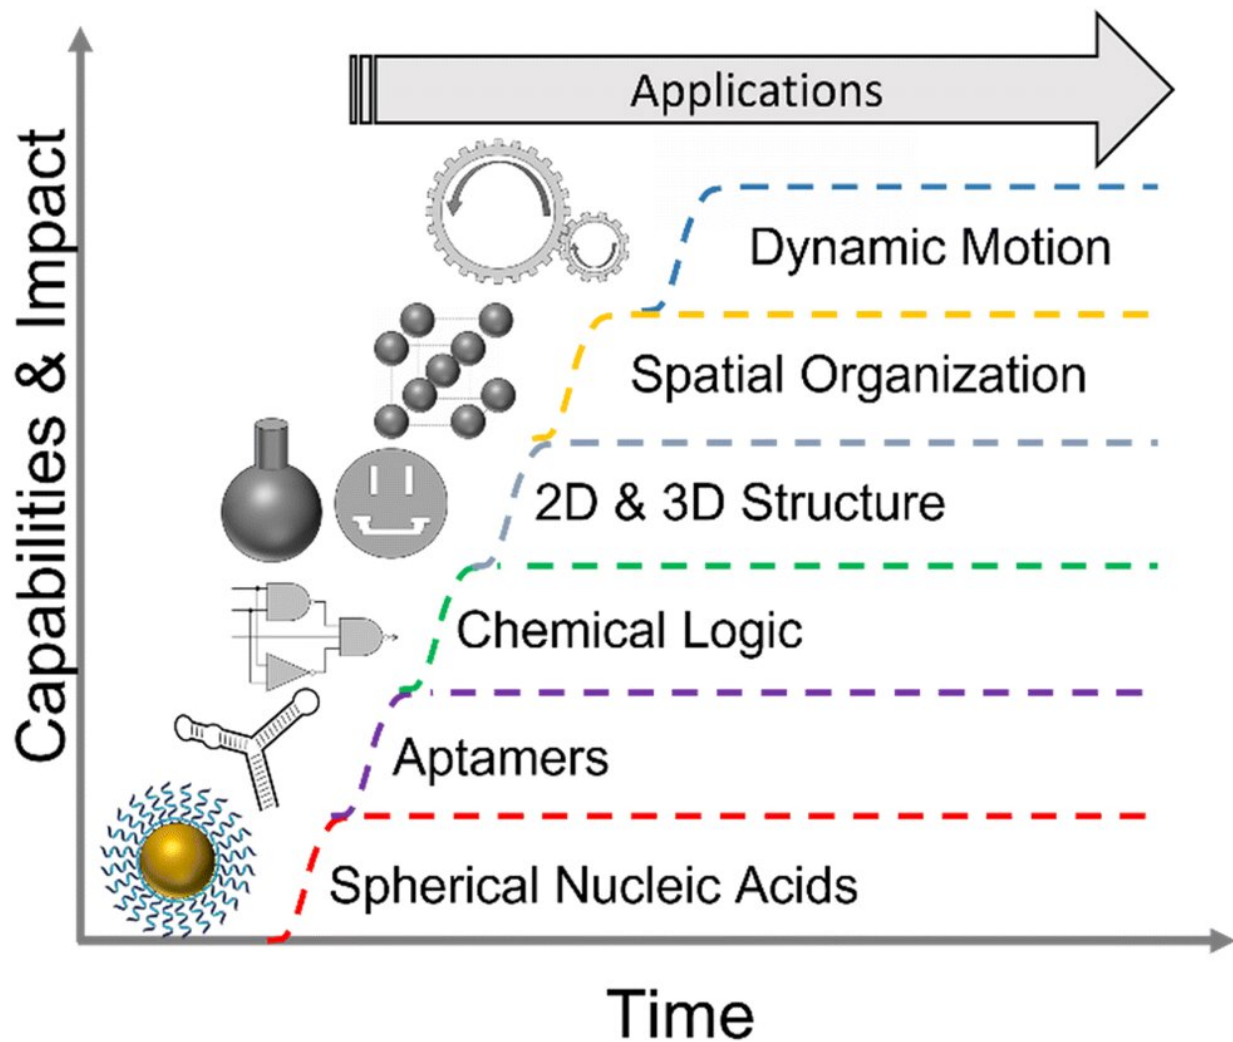 Applications
Dynamic Motion
Spatial Organization
2D & 3D Structure
Chemical Logic
Aptamers
Spherical Nucleic Acids
Capabilities & Impact
Time